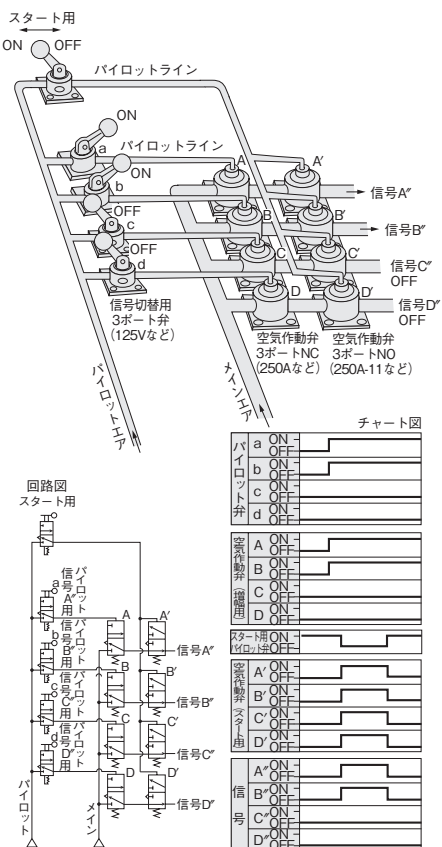 スタート用
ON OFF
パイロットライン
ON
a
パイロットライン
ON
b
OFF
c
OFF
d
A
A′
信号A″
B
B′
信号B″
C
C′
信号C″
OFF
D
D′
信号D″
OFF
信号切替用
3ポート弁
(125Vなど)
空気作動弁
3ポートNC
(250Aなど)
空気作動弁
3ポートNO
(250A-11など)
パイロットエア
メインエア
チャート図
パイロット弁
a ON OFF
b ON OFF
c ON OFF
d ON OFF
空気作動弁(増幅用)
A ON OFF
B ON OFF
C ON OFF
D ON OFF
スタート用パイロット弁 ON OFF
空気作動弁(スタート用)
A′ ON OFF
B′ ON OFF
C′ ON OFF
D′ ON OFF
信号
A″ ON OFF
B″ ON OFF
C″ ON OFF
D″ ON OFF
回路図
スタート用
a 信号A″用パイロット
b 信号B″用パイロット
c 信号C″用パイロット
d 信号D″用パイロット
A A′
信号A″
B B′
信号B″
C C′
信号C″
D D′
信号D″
パイロット
メイン